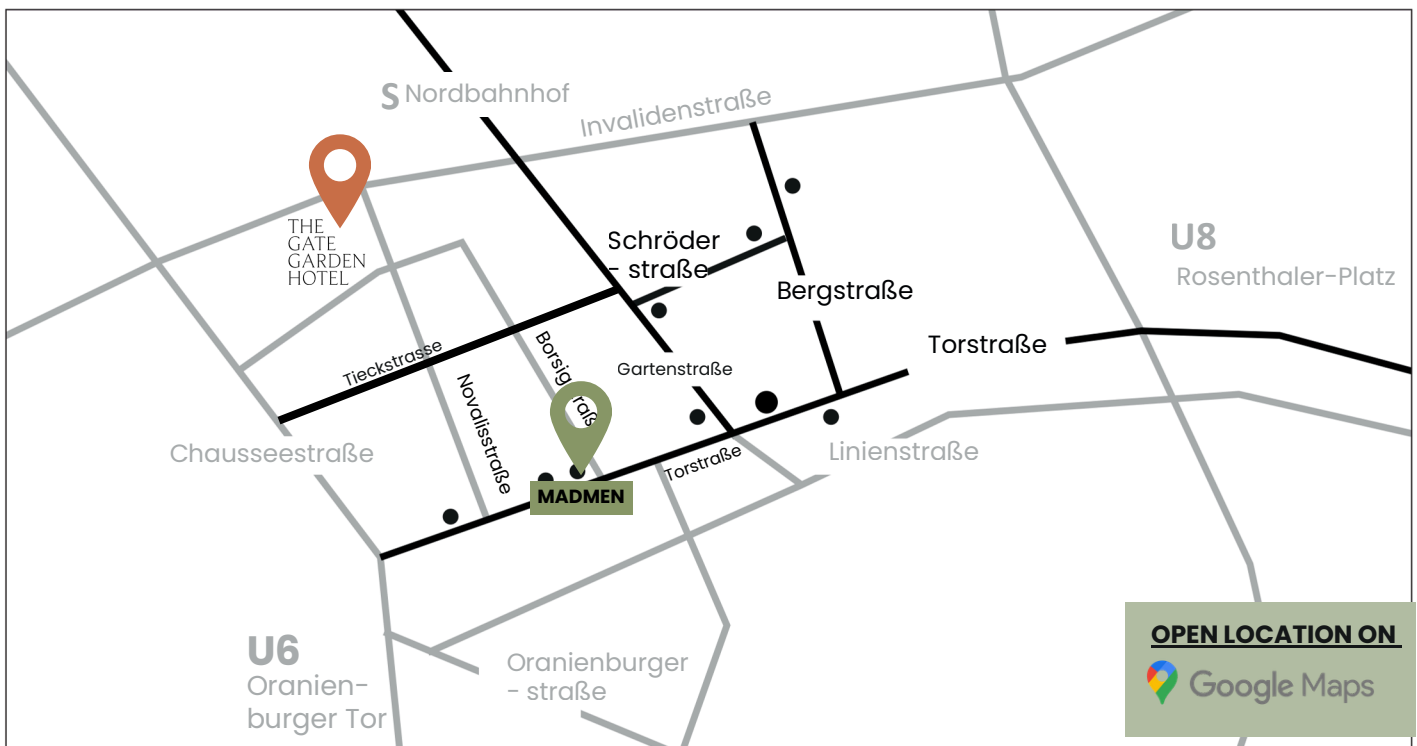 S Nordbahnhof
Invalidenstraße
THE
GATE
GARDEN
HOTEL
Schröder
- straße
U8
Rosenthaler-Platz
Bergstraße
Torstraße
Tieckstrasse
Gartenstraße
Novalisstraße
Chausseestraße
Torstraße
Linienstraße
MADMEN
U6
Oranien-
burger Tor
Oranienburger
- straße
OPEN LOCATION ON
Google Maps